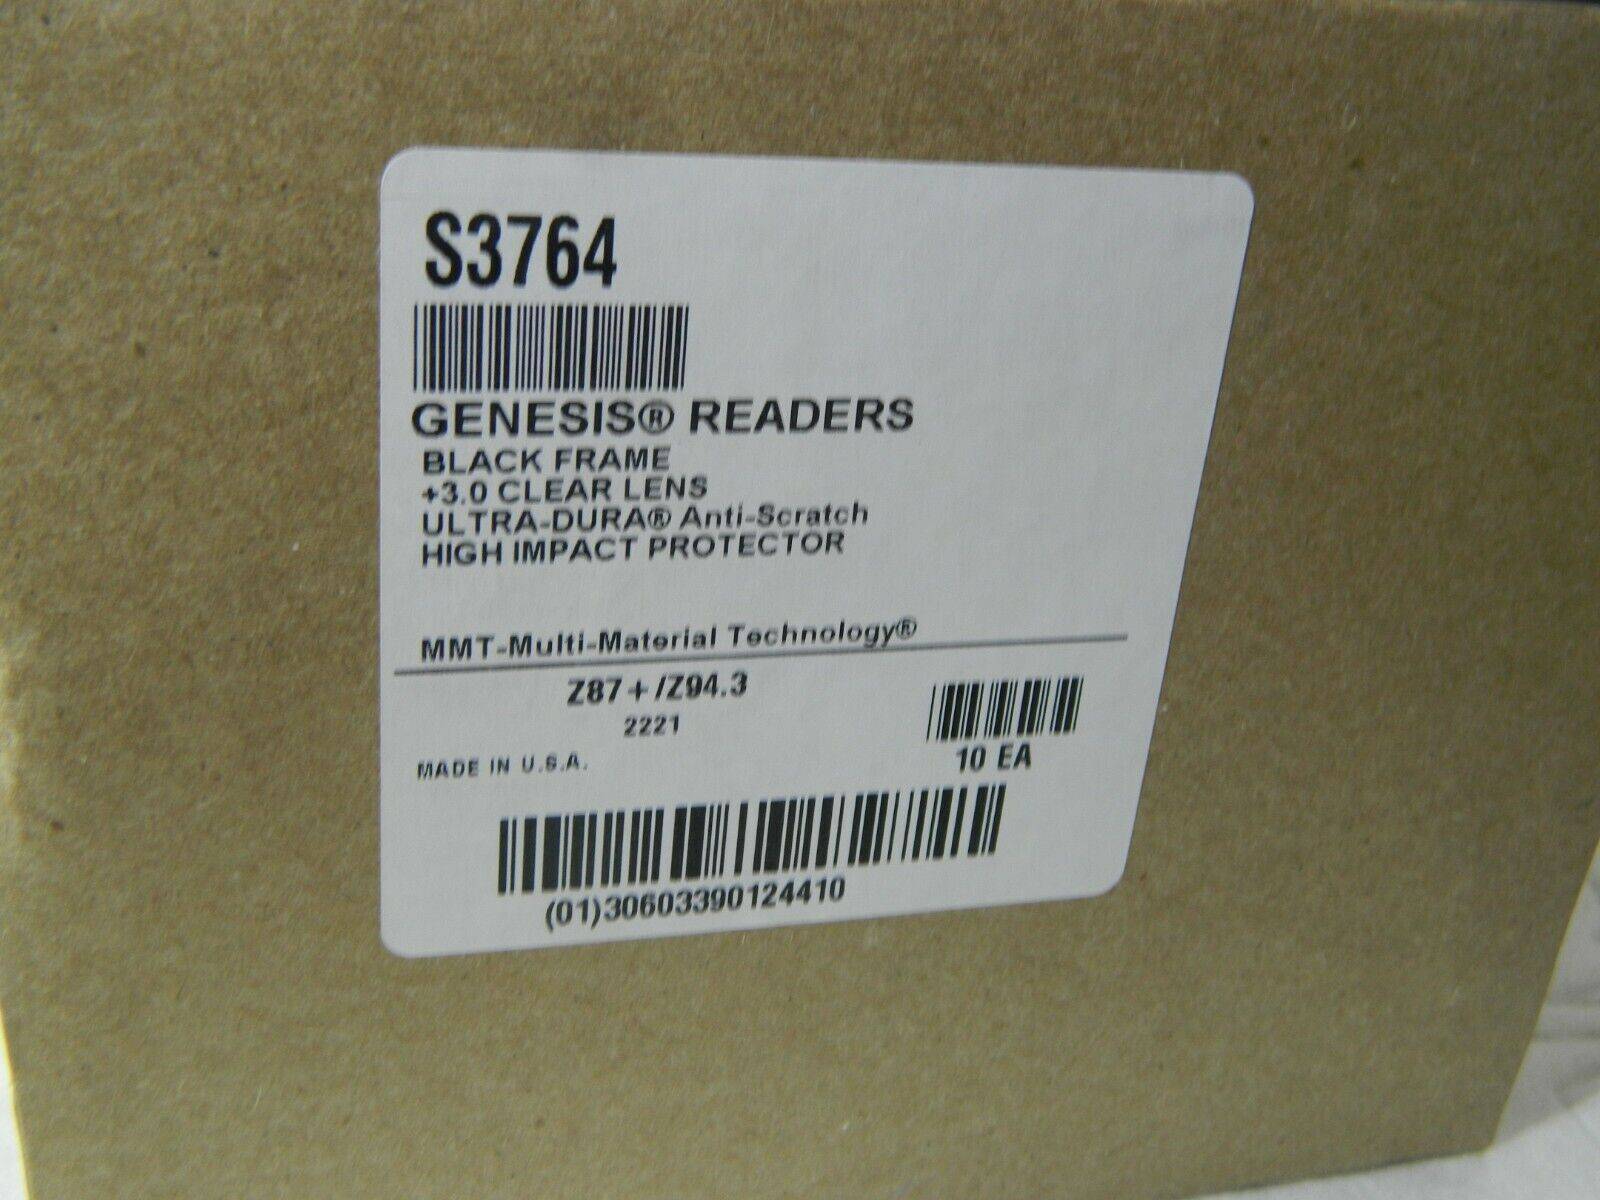 S3764
GENESIS® READERS
BLACK FRAME
+3.0 CLEAR LENS
ULTRA-DURA® Anti-Scratch
HIGH IMPACT PROTECTOR
MMT-Multi-Material Technology®
Z87+/Z94.3
2221
MADE IN U.S.A.
10 EA
(01)30603390124410